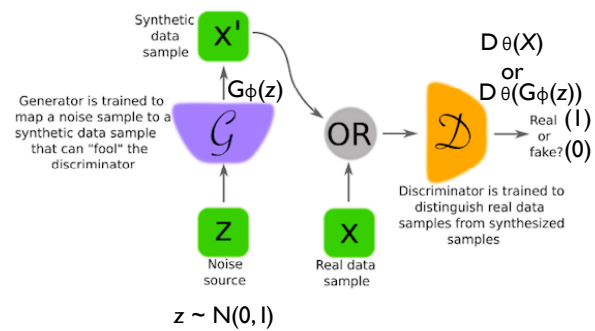 Synthetic
data
sample
X'
Gϕ(z)
D θ(X)
or
D θ(Gϕ(z))
Generator is trained to
map a noise sample to a
synthetic data sample
that can "fool" the
discriminator
G
OR
D
Real (1)
or
fake? (0)
Discriminator is trained to
distinguish real data
samples from synthesized
samples
Z
Noise
source
X
Real data
sample
z ~ N(0,1)